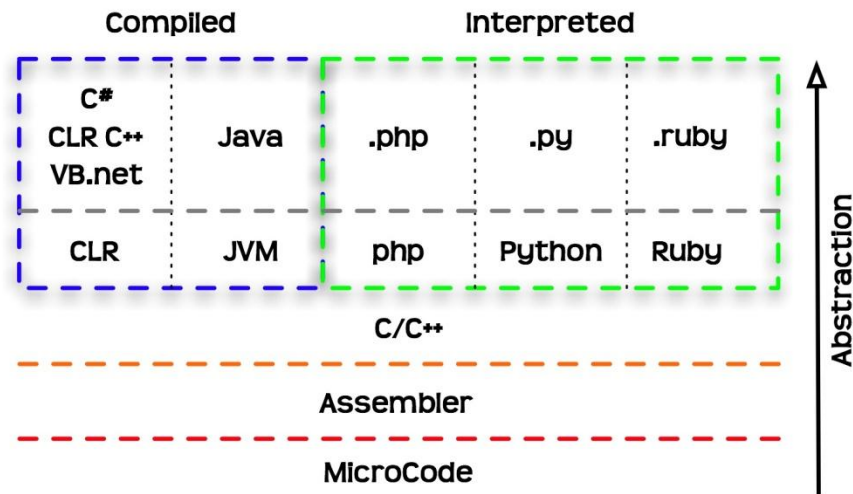 Compiled
Interpreted
C#
CLR C++
VB.net
Java
.php
.py
.ruby
CLR
JVM
php
Python
Ruby
C/C++
Assembler
MicroCode
Abstraction